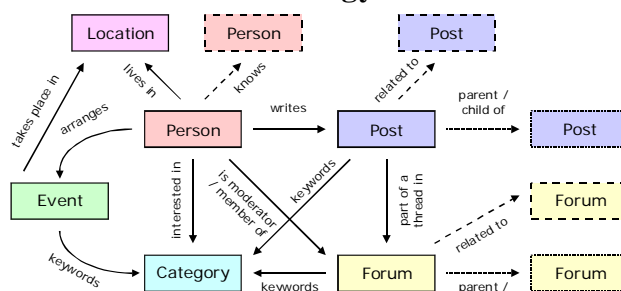 Location
Person
Post
takes place in
lives in
knows
related to
arranges
writes
parent /
child of
Person
Post
Post
Event
interested in
is moderator
/ member of
keywords
part of a
thread in
Forum
related to
keywords
Category
keywords
Forum
parent /
Forum